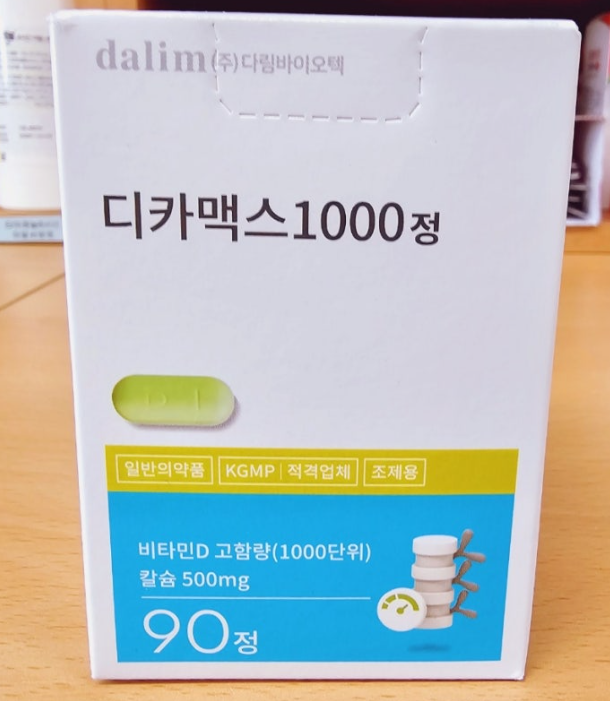 dalim (주)다림바이오텍
디카맥스1000정
일반의약품 KGMP 적격업체 조제용
비타민D 고함량(1000단위)
칼슘 500mg
90정